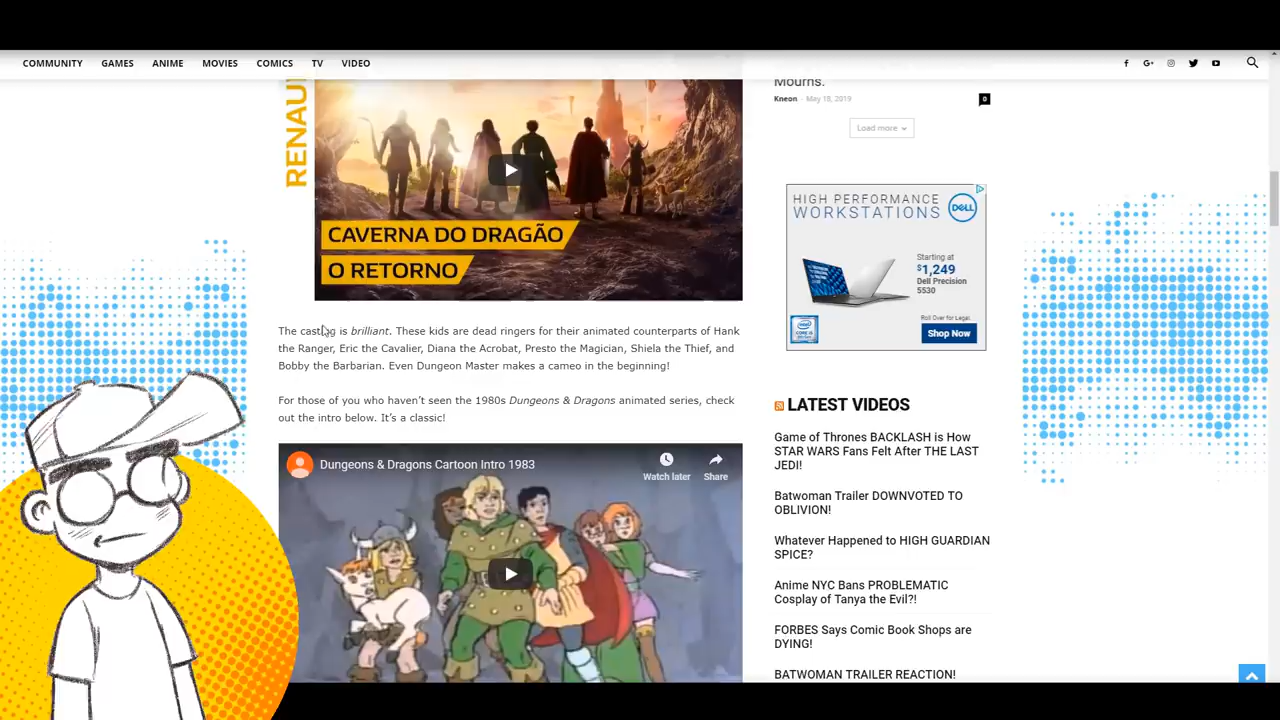 COMMUNITY GAMES ANIME MOVIES COMICS TV VIDEO
RENAU
CAVERNA DO DRAGÃO
O RETORNO
The casting is brilliant. These kids are dead ringers for their animated counterparts of Hank
the Ranger, Eric the Cavalier, Diana the Acrobat, Presto the Magician, Shiela the Thief, and
Bobby the Barbarian. Even Dungeon Master makes a cameo in the beginning!
For those of you who haven't seen the 1980s Dungeons & Dragons animated series, check
out the intro below. It's a classic!
Dungeons & Dragons Cartoon Intro 1983
Watch later Share
Mourns.
Kneon - May 18, 2019 0
Load more
HIGH PERFORMANCE
WORKSTATIONS
DELL
Starting at
$1,249
Dell Precision
5530
Roll Over for Legal.
Shop Now
LATEST VIDEOS
Game of Thrones BACKLASH is How
STAR WARS Fans Felt After THE LAST
JEDI!
Batwoman Trailer DOWNVOTED TO
OBLIVION!
Whatever Happened to HIGH GUARDIAN
SPICE?
Anime NYC Bans PROBLEMATIC
Cosplay of Tanya the Evil?!
FORBES Says Comic Book Shops are
DYING!
BATWOMAN TRAILER REACTION!